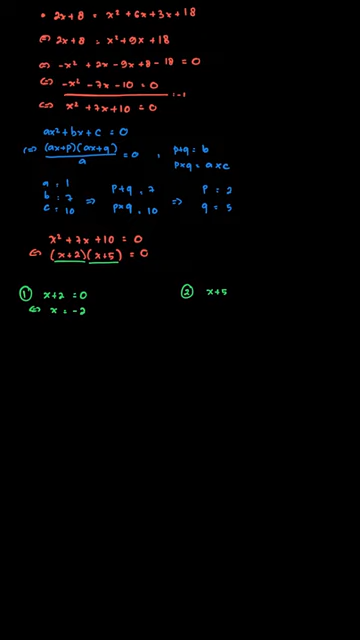 • 2x+8 = x² + 6x + 3x + 18
⇔ 2x+8 = x² + 9x + 18
⇔ -x² + 2x - 9x + 8 - 18 = 0
⇔ -x² - 7x - 10 = 0
: -1
⇔ x² + 7x + 10 = 0
ax² + bx + c = 0
⇔ (ax+p)(ax+q)/a = 0 , p+q = b
p×q = a×c
a = 1
b = 7
c = 10
⇒ p+q = 7
p×q = 10
⇒ p = 2
q = 5
x² + 7x + 10 = 0
⇔ (x+2)(x+5) = 0
① x+2 = 0
⇔ x = -2
② x+5